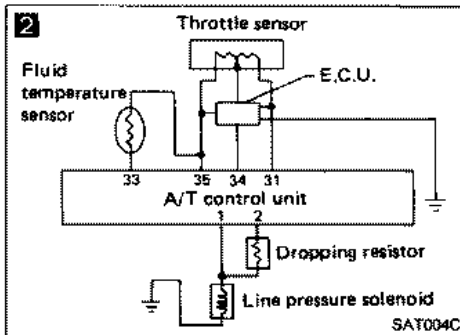 2
Throttle sensor
E.C.U.
Fluid
temperature
sensor
33 35 34 31
A/T control unit
1 2
Dropping resistor
Line pressure solenoid
SAT004C